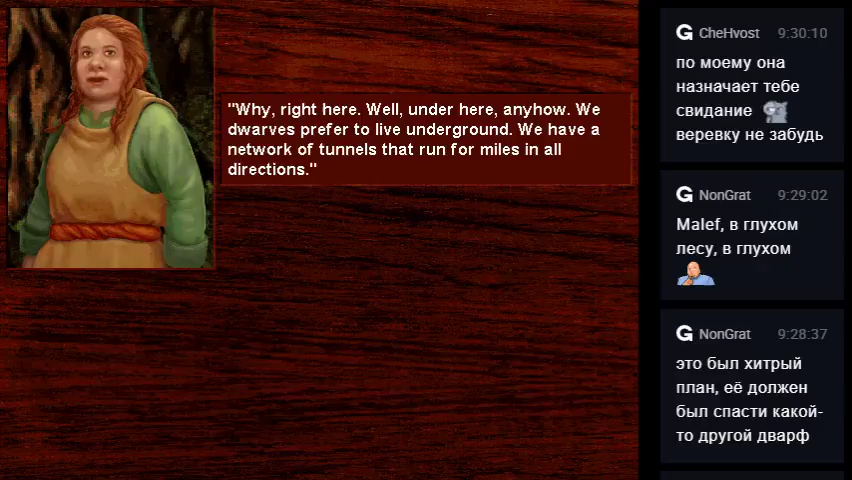 "Why, right here. Well, under here, anyhow. We
dwarves prefer to live underground. We have a
network of tunnels that run for miles in all
directions."
G CheHvost 9:30:10
по моему она
назначает тебе
свидание
веревку не забудь
G NonGrat 9:29:02
Malef, в глухом
лесу, в глухом
G NonGrat 9:28:37
это был хитрый
план, её должен
был спасти какой-
то другой дварф